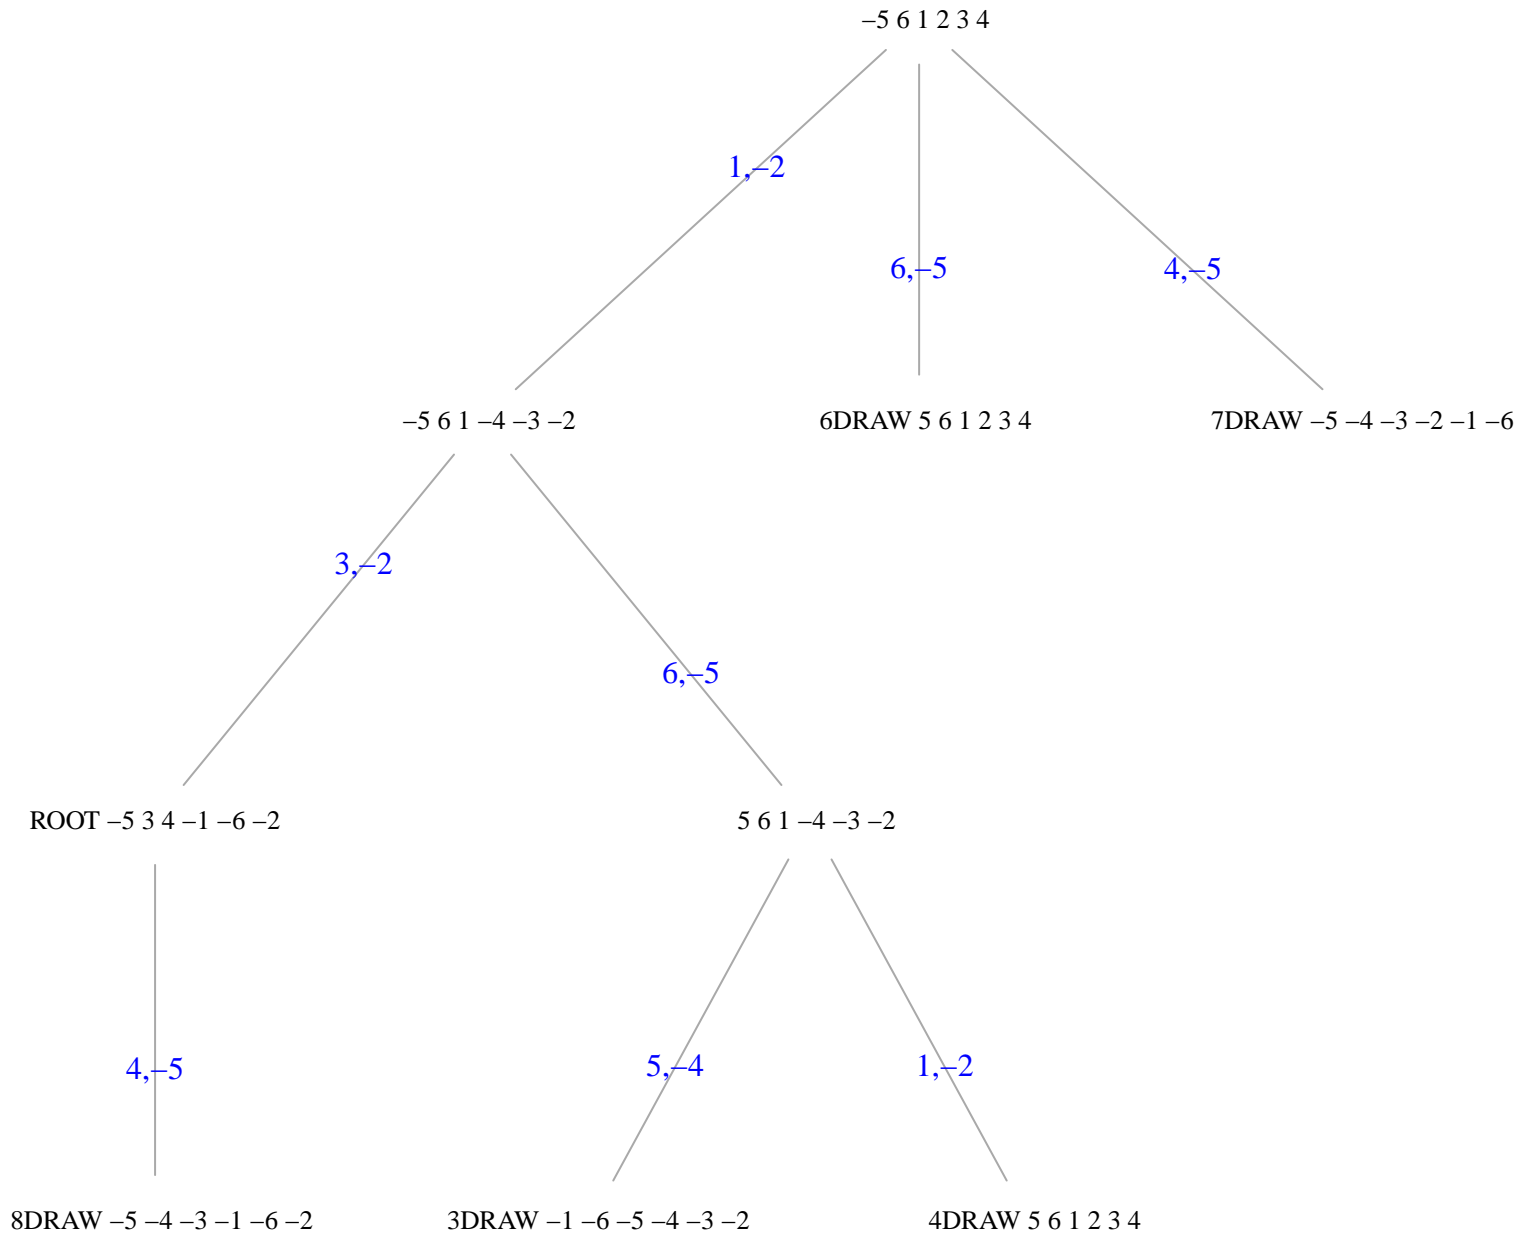 –5 6 1 2 3 4
1,–2
6,–5
4,–5
–5 6 1 –4 –3 –2
6DRAW 5 6 1 2 3 4
7DRAW –5 –4 –3 –2 –1 –6
3,–2
6,–5
ROOT –5 3 4 –1 –6 –2
5 6 1 –4 –3 –2
4,–5
5,–4
1,–2
8DRAW –5 –4 –3 –1 –6 –2
3DRAW –1 –6 –5 –4 –3 –2
4DRAW 5 6 1 2 3 4